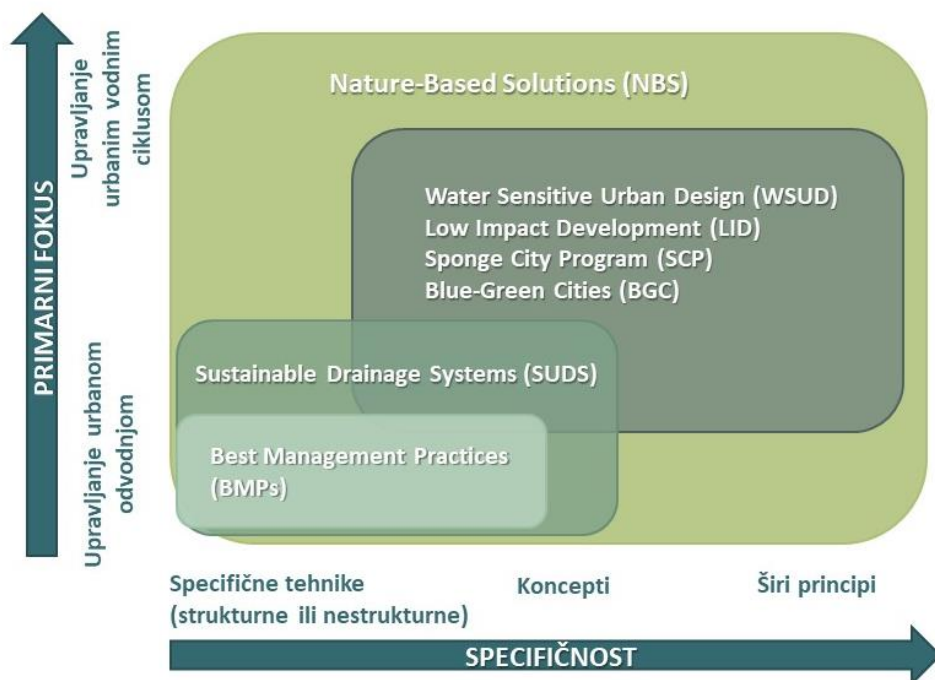 PRIMARNI FOKUS
Upravljanje
urbanim vodnim
ciklusom
Upravljanje urbanom
odvodnjom
Nature-Based Solutions (NBS)
Water Sensitive Urban Design (WSUD)
Low Impact Development (LID)
Sponge City Program (SCP)
Blue-Green Cities (BGC)
Sustainable Drainage Systems (SUDS)
Best Management Practices
(BMPs)
Specifične tehnike
(strukturne ili nestrukturne)
Koncepti
Širi principi
SPECIFIČNOST